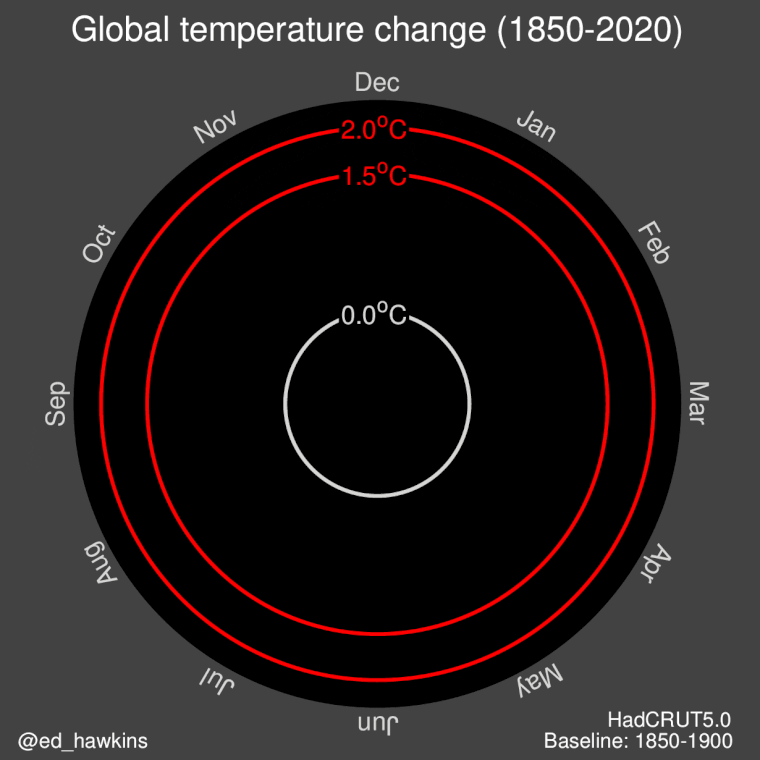 Global temperature change (1850-2020)
Dec
Nov
Jan
2.0°C
1.5°C
Oct
Feb
0.0°C
Sep
Mar
Aug
Apr
Jul
May
Jun
HadCRUT5.0
@ed_hawkins
Baseline: 1850-1900